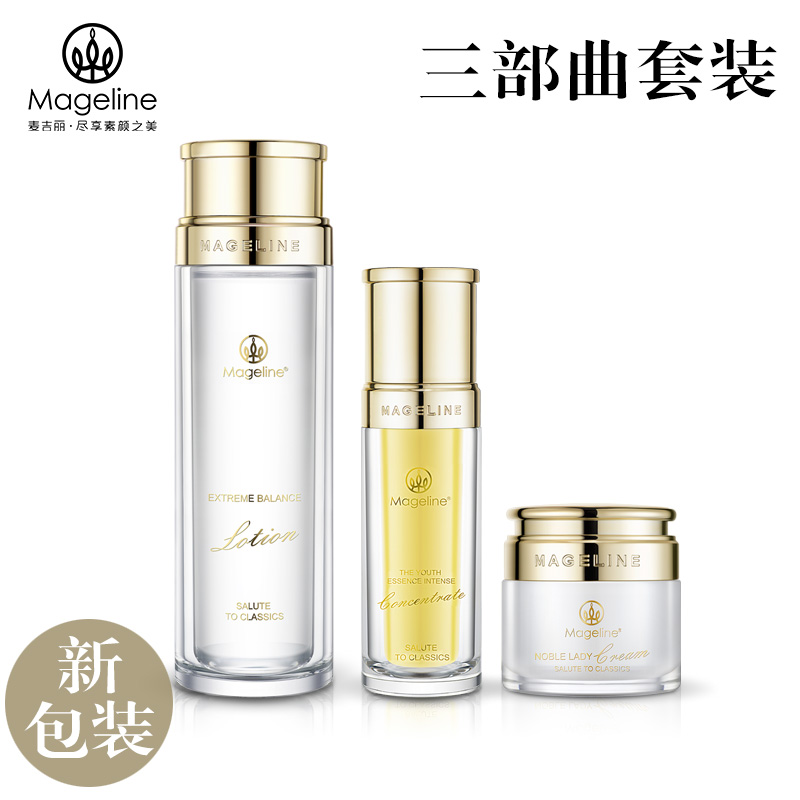 Mageline
麦吉丽·尽享素颜之美
三部曲套装
MAGELINE
Mageline®
EXTREME BALANCE
Lotion
SALUTE
TO CLASSICS
MAGELINE
Mageline®
THE YOUTH
ESSENCE INTENSE
Concentrate
SALUTE
TO CLASSICS
MAGELINE
Mageline®
NOBLE LADY Cream
SALUTE TO CLASSICS
新
包装